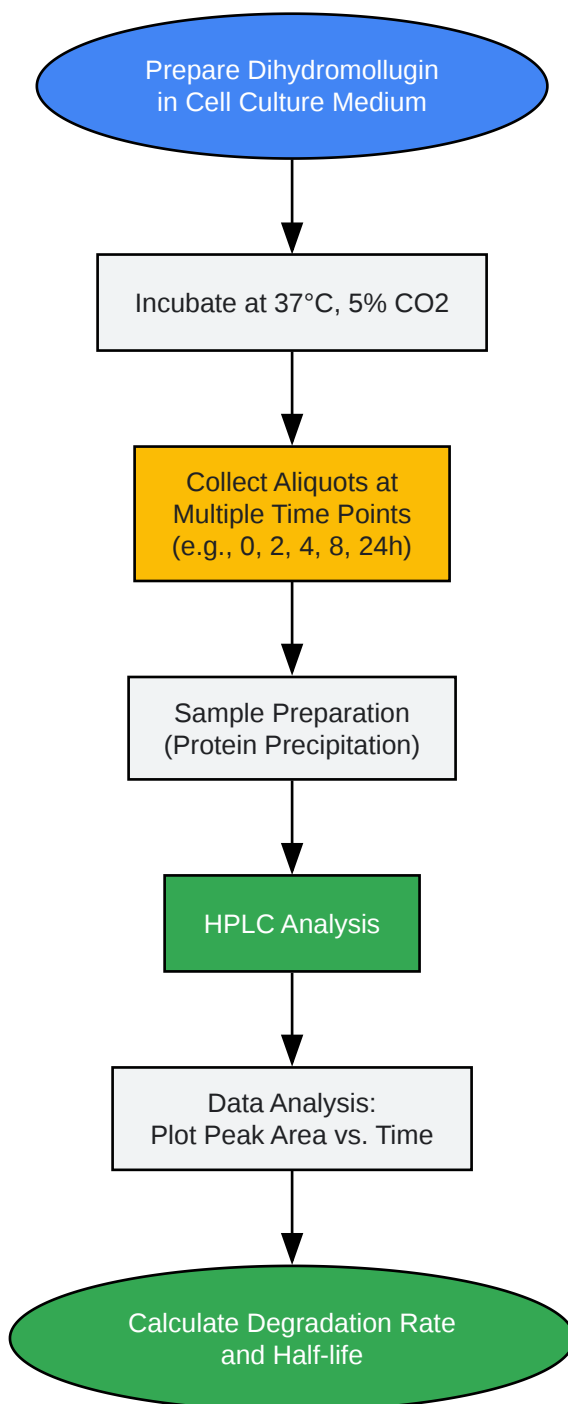 Prepare Dihydromollugin
in Cell Culture Medium
Incubate at 37°C, 5% CO2
Collect Aliquots at
Multiple Time Points
(e.g., 0, 2, 4, 8, 24h)
Sample Preparation
(Protein Precipitation)
HPLC Analysis
Data Analysis:
Plot Peak Area vs. Time
Calculate Degradation Rate
and Half-life